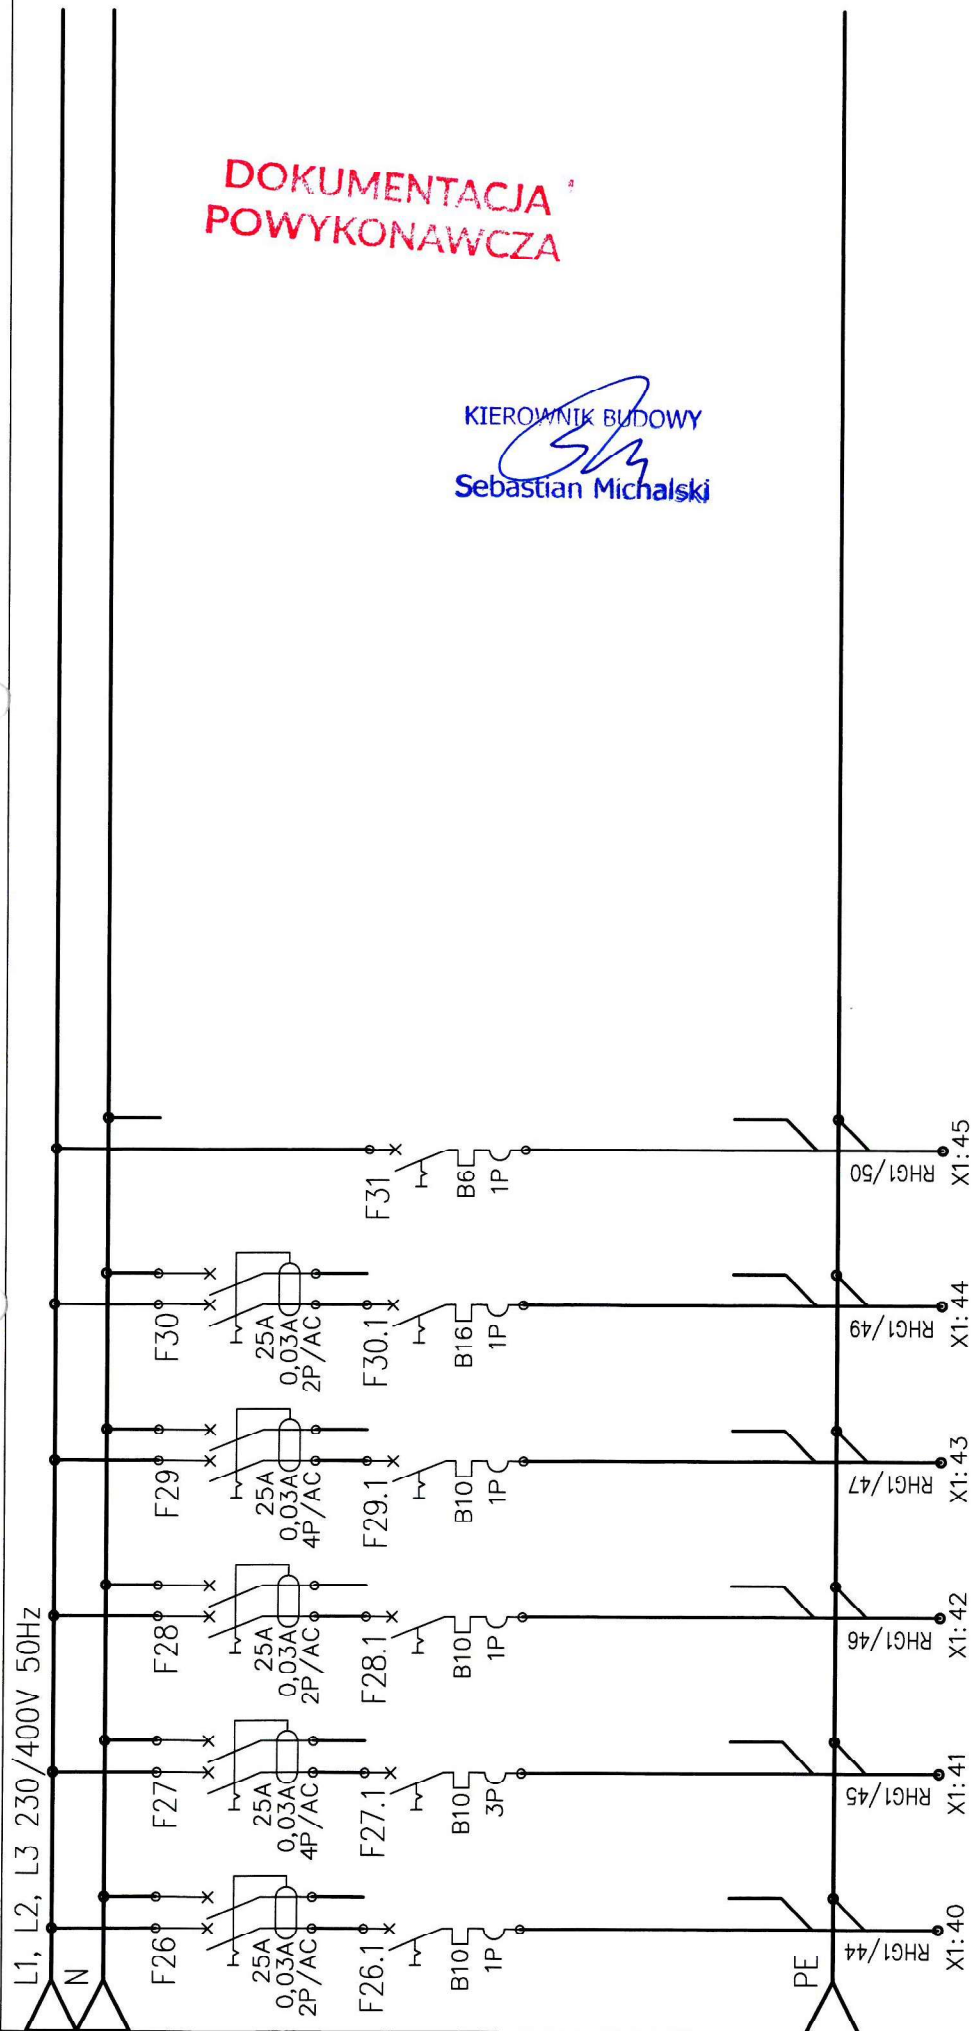 DOKUMENTACJA
POWYKONAWCZA
KIEROWNIK BUDOWY
Sebastian Michalski
L1, L2, L3 230/400V 50Hz
N
PE
F26
25A
0,03A
2P/AC
F26.1
B10
1P
RHG1/44
X1:40
F27
25A
0,03A
4P/AC
F27.1
B10
3P
RHG1/45
X1:41
F28
25A
0,03A
2P/AC
F28.1
B10
1P
RHG1/46
X1:42
F29
25A
0,03A
4P/AC
F29.1
B10
1P
RHG1/47
X1:43
F30
25A
0,03A
2P/AC
F30.1
B16
1P
RHG1/49
X1:44
F31
B6
1P
RHG1/50
X1:45